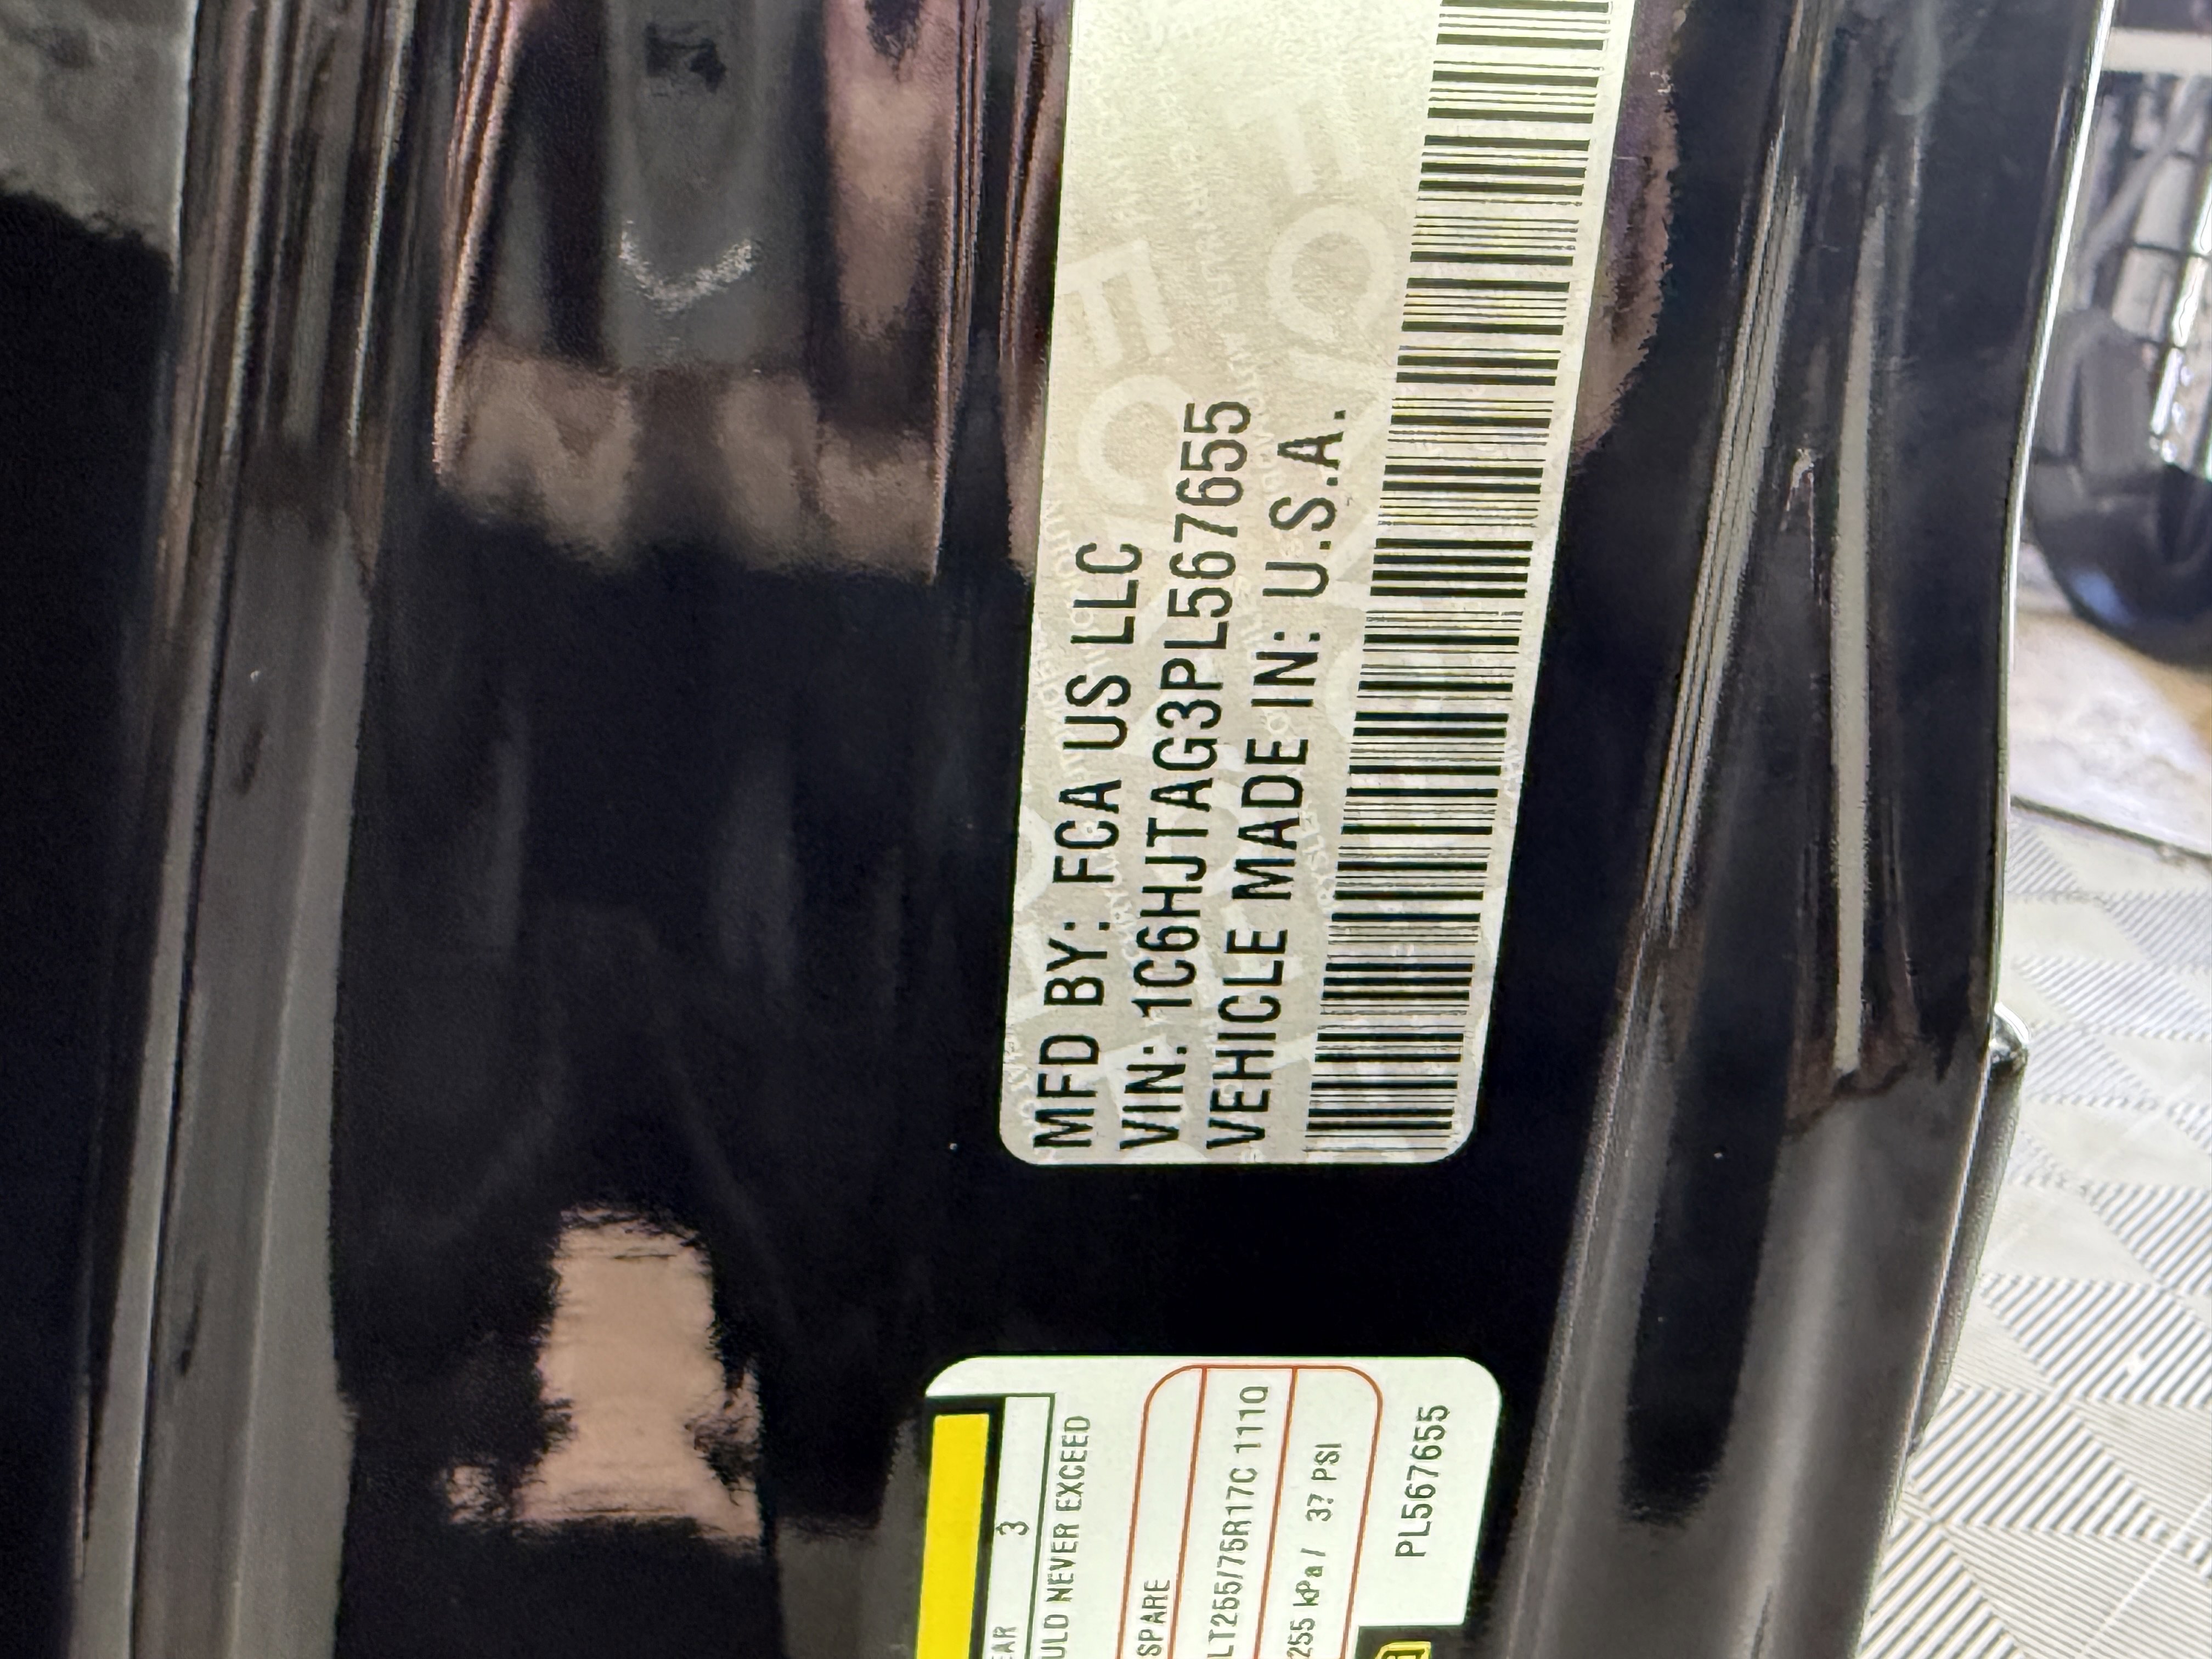 MFD BY: FCA US LLC
VIN: 1C6HJTAG3PL567655
VEHICLE MADE IN: U.S.A.
EAR 3
ULD NEVER EXCEED
SPARE
LT255/75R17C 111Q
255 kPa / 37 PSI
PL567655